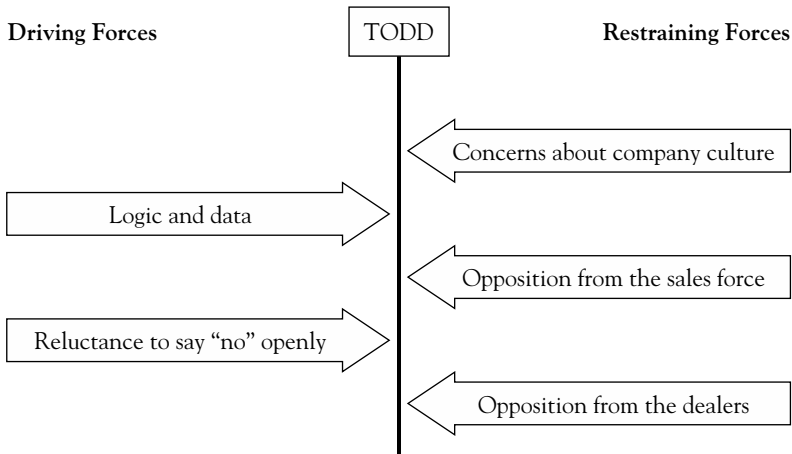 Driving Forces
TODD
Restraining Forces
Concerns about company culture
Logic and data
Opposition from the sales force
Reluctance to say “no” openly
Opposition from the dealers